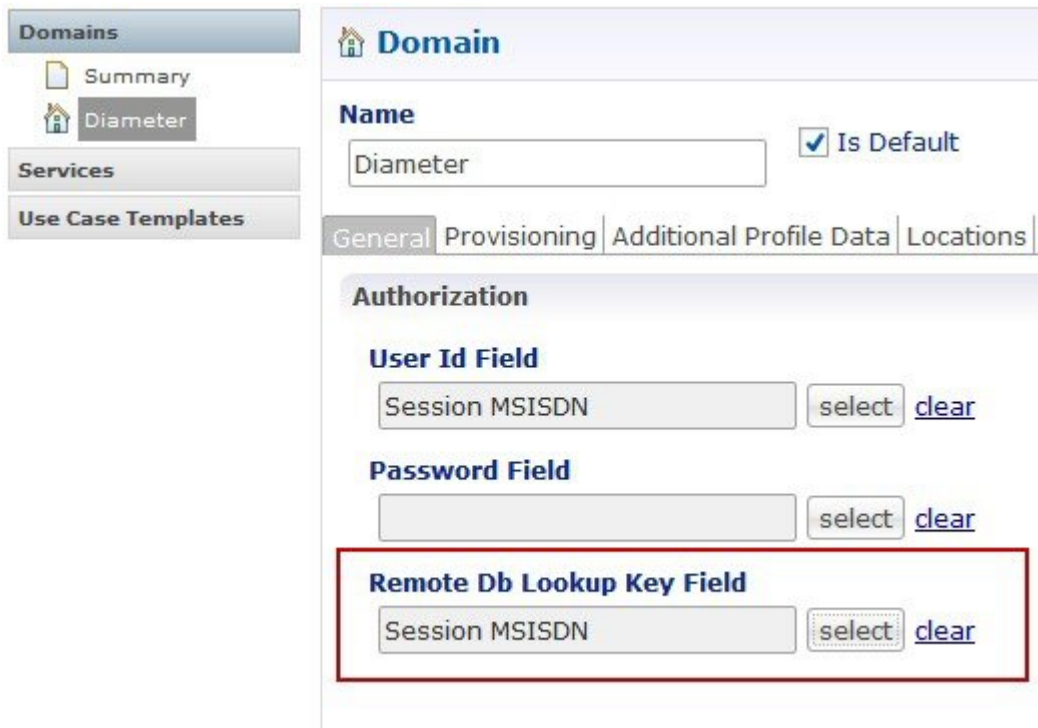 Domains
Summary
Diameter
Services
Use Case Templates
Domain
Name
Diameter
Is Default
General Provisioning Additional Profile Data Locations
Authorization
User Id Field
Session MSISDN select clear
Password Field
select clear
Remote Db Lookup Key Field
Session MSISDN select clear